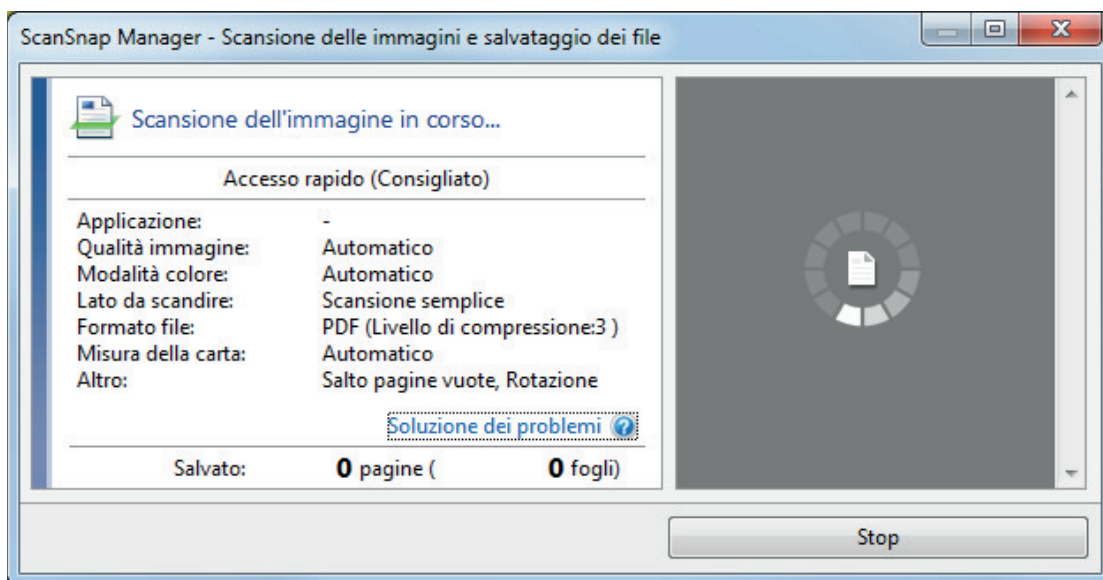 ScanSnap Manager - Scansione delle immagini e salvataggio dei file
Scansione dell'immagine in corso...
Accesso rapido (Consigliato)
Applicazione: -
Qualità immagine: Automatico
Modalità colore: Automatico
Lato da scandire: Scansione semplice
Formato file: PDF (Livello di compressione:3 )
Misura della carta: Automatico
Altro: Salto pagine vuote, Rotazione
Soluzione dei problemi ?
Salvato: 0 pagine ( 0 fogli)
Stop